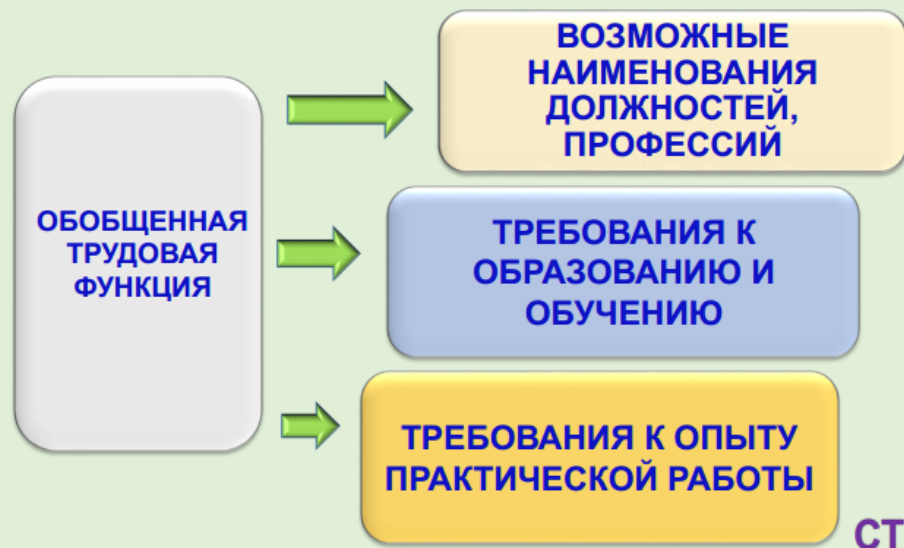 ВОЗМОЖНЫЕ
НАИМЕНОВАНИЯ
ДОЛЖНОСТЕЙ,
ПРОФЕССИЙ
ОБОБЩЕННАЯ
ТРУДОВАЯ
ФУНКЦИЯ
ТРЕБОВАНИЯ К
ОБРАЗОВАНИЮ И
ОБУЧЕНИЮ
ТРЕБОВАНИЯ К ОПЫТУ
ПРАКТИЧЕСКОЙ РАБОТЫ
СТ